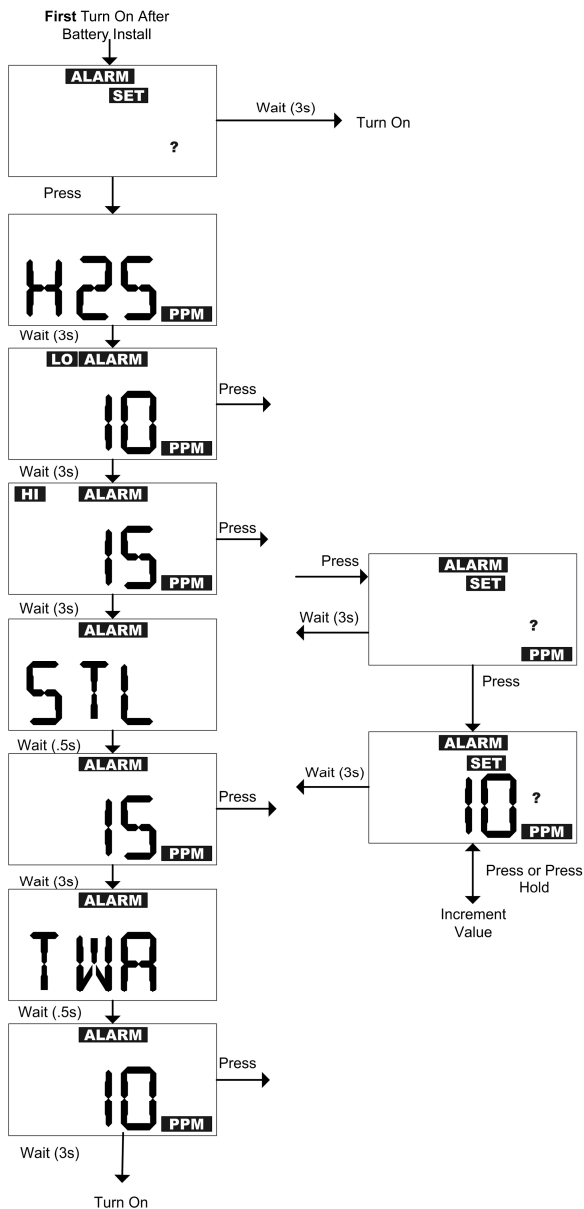 First Turn On After
Battery Install
ALARM
SET
?
Wait (3s)
Turn On
Press
H2S
PPM
Wait (3s)
LO ALARM
10
PPM
Press
Wait (3s)
HI ALARM
15
PPM
Press
Wait (3s)
ALARM
STL
Wait (.5s)
ALARM
15
PPM
Press
Wait (3s)
ALARM
TWA
Wait (.5s)
ALARM
10
PPM
Press
Wait (3s)
Turn On
Press
ALARM
SET
Wait (3s)
?
PPM
Press
ALARM
SET
Wait (3s)
10 ?
PPM
Press or Press
Hold
Increment
Value